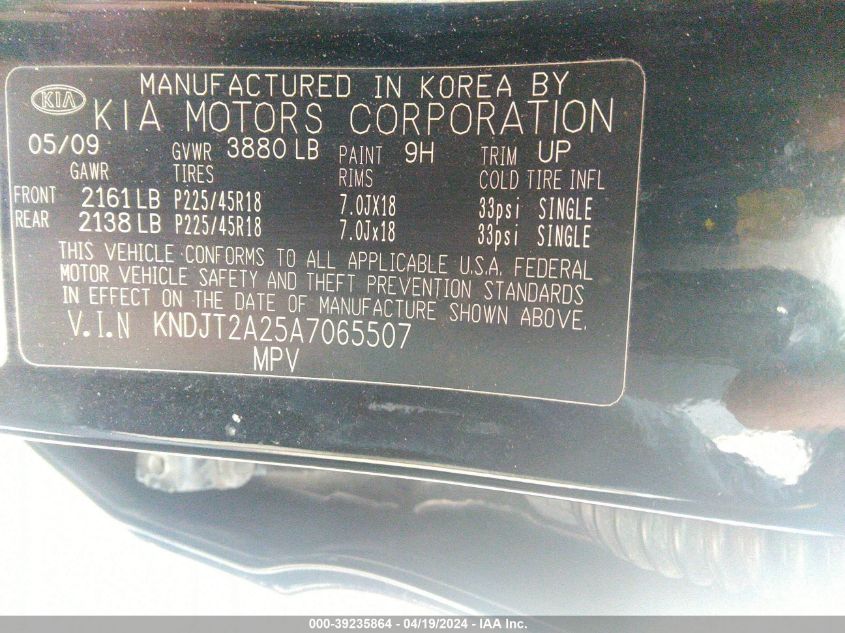 MANUFACTURED IN KOREA BY
KIA KIA MOTORS CORPORATION
05/09 GVWR 3880 LB PAINT 9H TRIM UP
GAWR TIRES RIMS COLD TIRE INFL
FRONT 2161 LB P225/45R18 7.0JX18 33psi SINGLE
REAR 2138 LB P225/45R18 7.0Jx18 33psi SINGLE
THIS VEHICLE CONFORMS TO ALL APPLICABLE U.S.A. FEDERAL
MOTOR VEHICLE SAFETY AND THEFT PREVENTION STANDARDS
IN EFFECT ON THE DATE OF MANUFACTURE SHOWN ABOVE.
V.I.N KNDJT2A25A7065507
MPV
000-39235864 - 04/19/2024 - IAA Inc.